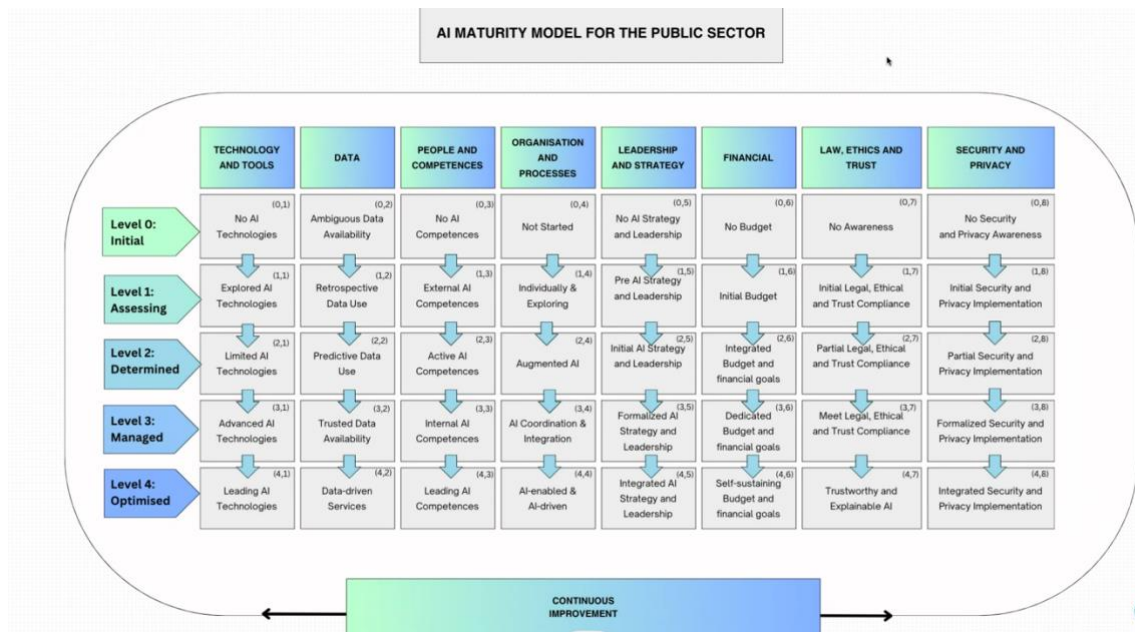 AI MATURITY MODEL FOR THE PUBLIC SECTOR
TECHNOLOGY
AND TOOLS
DATA
PEOPLE AND
COMPETENCES
ORGANISATION
AND
PROCESSES
LEADERSHIP
AND STRATEGY
FINANCIAL
LAW, ETHICS AND
TRUST
SECURITY AND
PRIVACY
Level 0:
Initial
(0,1)
No AI
Technologies
(0,2)
Ambiguous Data
Availability
(0,3)
No AI
Competences
(0,4)
Not Started
(0,5)
No AI Strategy
and Leadership
(0,6)
No Budget
(0,7)
No Awareness
(0,8)
No Security
and Privacy Awareness
Level 1:
Assessing
(1,1)
Explored AI
Technologies
(1,2)
Retrospective
Data Use
(1,3)
External AI
Competences
(1,4)
Individually &
Exploring
(1,5)
Pre AI Strategy
and Leadership
(1,6)
Initial Budget
(1,7)
Initial Legal, Ethical
and Trust Compliance
(1,8)
Initial Security and
Privacy Implementation
Level 2:
Determined
(2,1)
Limited AI
Technologies
(2,2)
Predictive Data
Use
(2,3)
Active AI
Competences
(2,4)
Augmented AI
(2,5)
Initial AI Strategy
and Leadership
(2,6)
Integrated
Budget and
financial goals
(2,7)
Partial Legal, Ethical
and Trust Compliance
(2,8)
Partial Security and
Privacy Implementation
Level 3:
Managed
(3,1)
Advanced AI
Technologies
(3,2)
Trusted Data
Availability
(3,3)
Internal AI
Competences
(3,4)
AI Coordination &
Integration
(3,5)
Formalized AI
Strategy and
Leadership
(3,6)
Dedicated
Budget and
financial goals
(3,7)
Meet Legal, Ethical
and Trust Compliance
(3,8)
Formalized Security and
Privacy Implementation
Level 4:
Optimised
(4,1)
Leading AI
Technologies
(4,2)
Data-driven
Services
(4,3)
Leading AI
Competences
(4,4)
AI-enabled &
AI-driven
(4,5)
Integrated AI
Strategy and
Leadership
(4,6)
Self-sustaining
Budget and
financial goals
(4,7)
Trustworthy and
Explainable AI
(4,8)
Integrated Security and
Privacy Implementation
CONTINUOUS
IMPROVEMENT